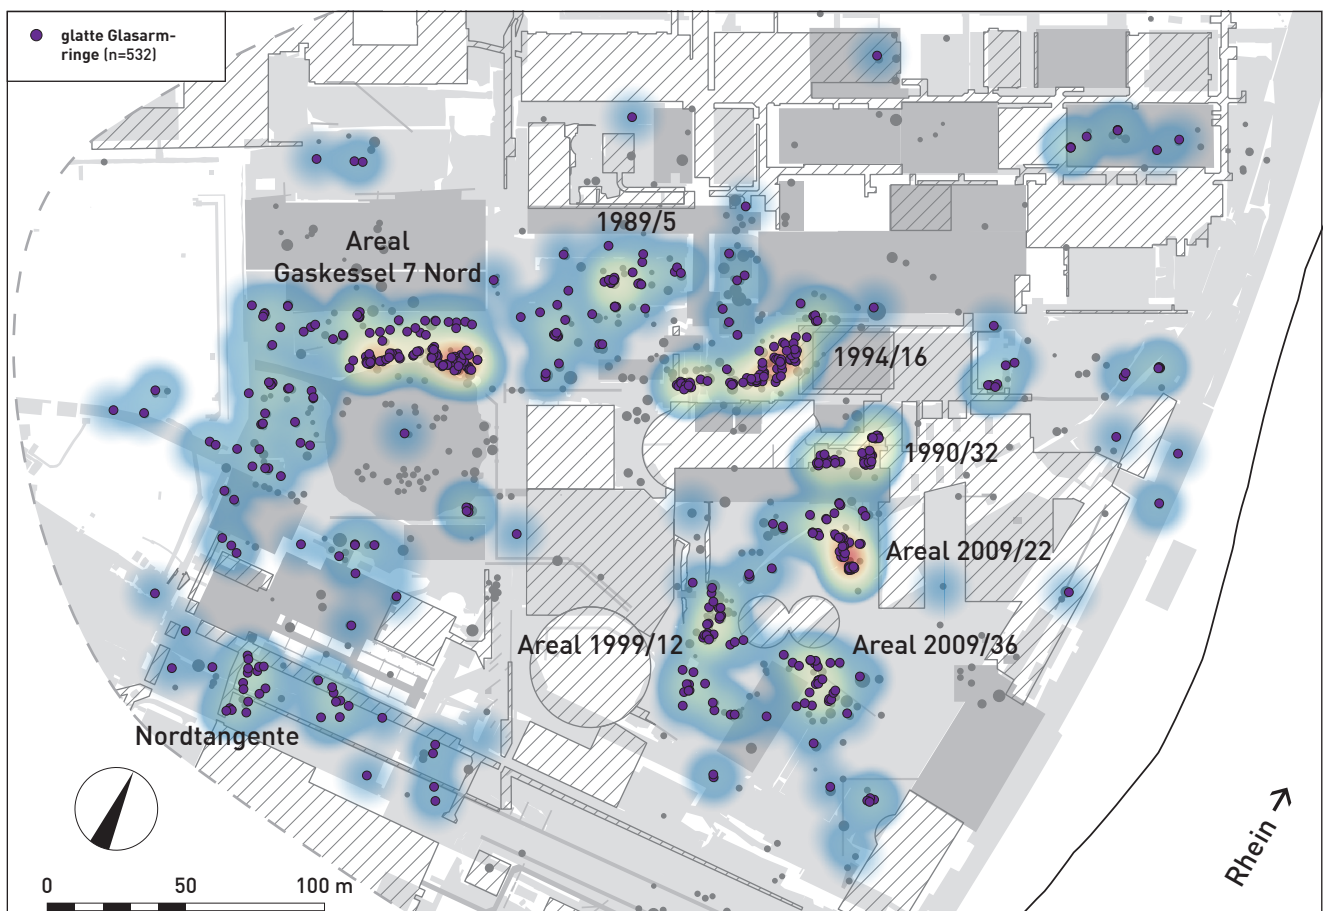 glatte Glasarm-
ringe (n=532)
1989/5
Areal
Gaskessel 7 Nord
1994/16
1990/32
Areal 2009/22
Areal 1999/12
Areal 2009/36
Nordtangente
Rhein
0 50 100 m